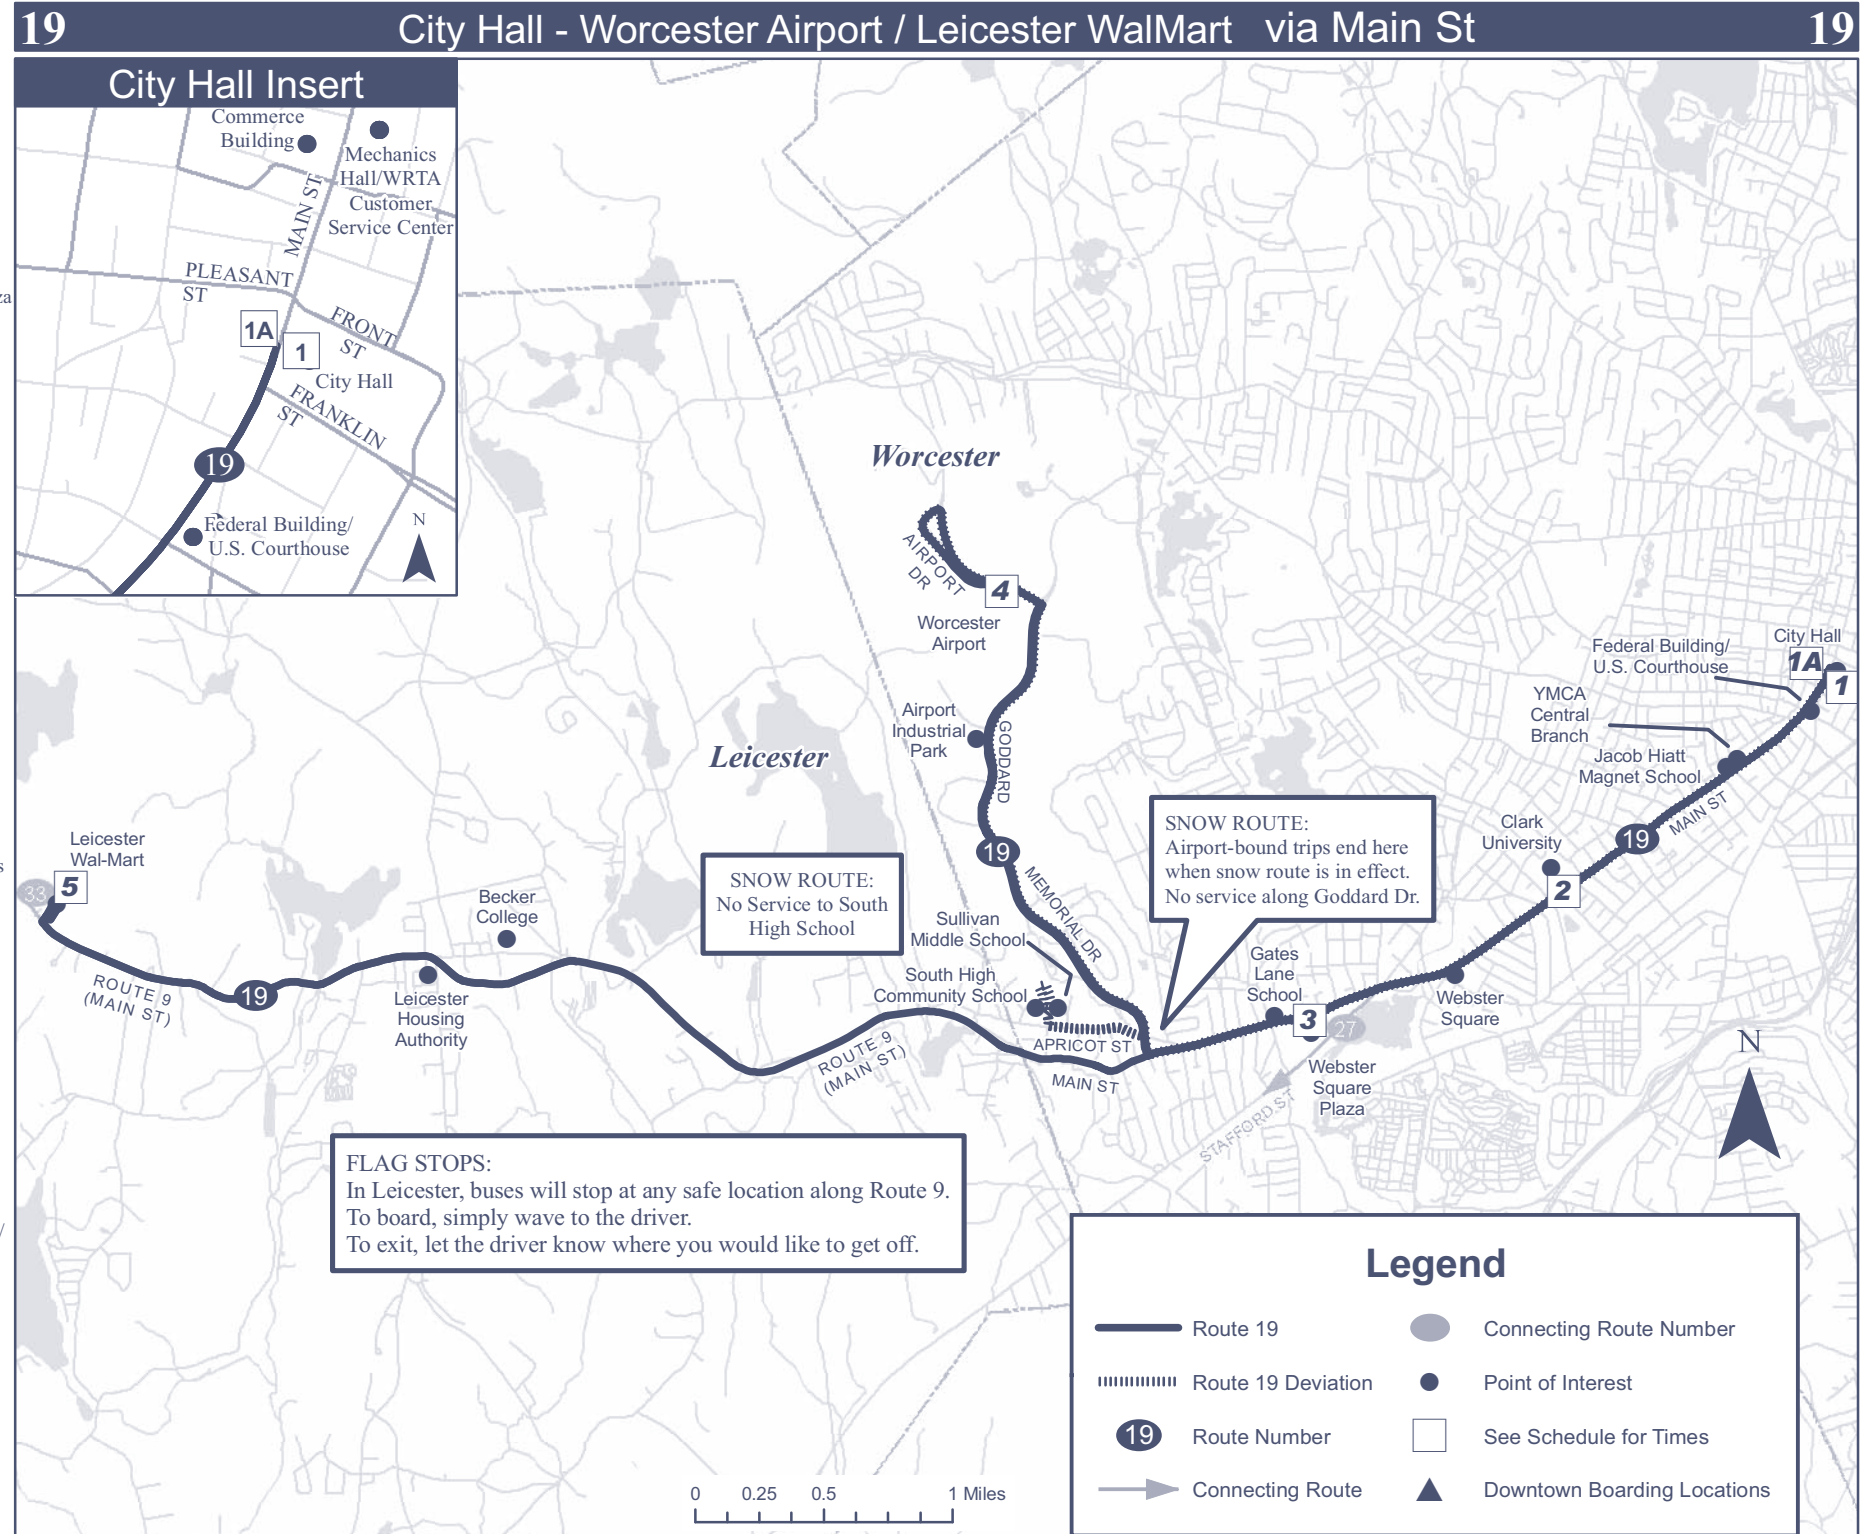 19
City Hall - Worcester Airport / Leicester WalMart via Main St
19
City Hall Insert
Commerce
Building
Mechanics
Hall/WRTA
Customer
Service Center
MAIN ST
PLEASANT
ST
FRONT
ST
1A
1
City Hall
FRANKLIN
ST
19
Federal Building/
U.S. Courthouse
N
za
s
/
Worcester
AIRPORT
DR
4
Worcester
Airport
Federal Building/
U.S. Courthouse
City Hall
1A
1
YMCA
Central
Branch
Jacob Hiatt
Magnet School
Airport
Industrial
Park
GODDARD
Leicester
19
MEMORIAL DR
SNOW ROUTE:
Airport-bound trips end here
when snow route is in effect.
No service along Goddard Dr.
Clark
University
19
MAIN ST
2
Leicester
Wal-Mart
33
5
Becker
College
SNOW ROUTE:
No Service to South
High School
Sullivan
Middle School
South High
Community School
Gates
Lane
School
3
27
Webster
Square
ROUTE 9
(MAIN ST)
19
Leicester
Housing
Authority
ROUTE 9
(MAIN ST)
APRICOT ST
MAIN ST
Webster
Square
Plaza
STAFFORD ST
N
FLAG STOPS:
In Leicester, buses will stop at any safe location along Route 9.
To board, simply wave to the driver.
To exit, let the driver know where you would like to get off.
Legend
Route 19
Connecting Route Number
Route 19 Deviation
Point of Interest
19
Route Number
See Schedule for Times
Connecting Route
Downtown Boarding Locations
0 0.25 0.5 1 Miles